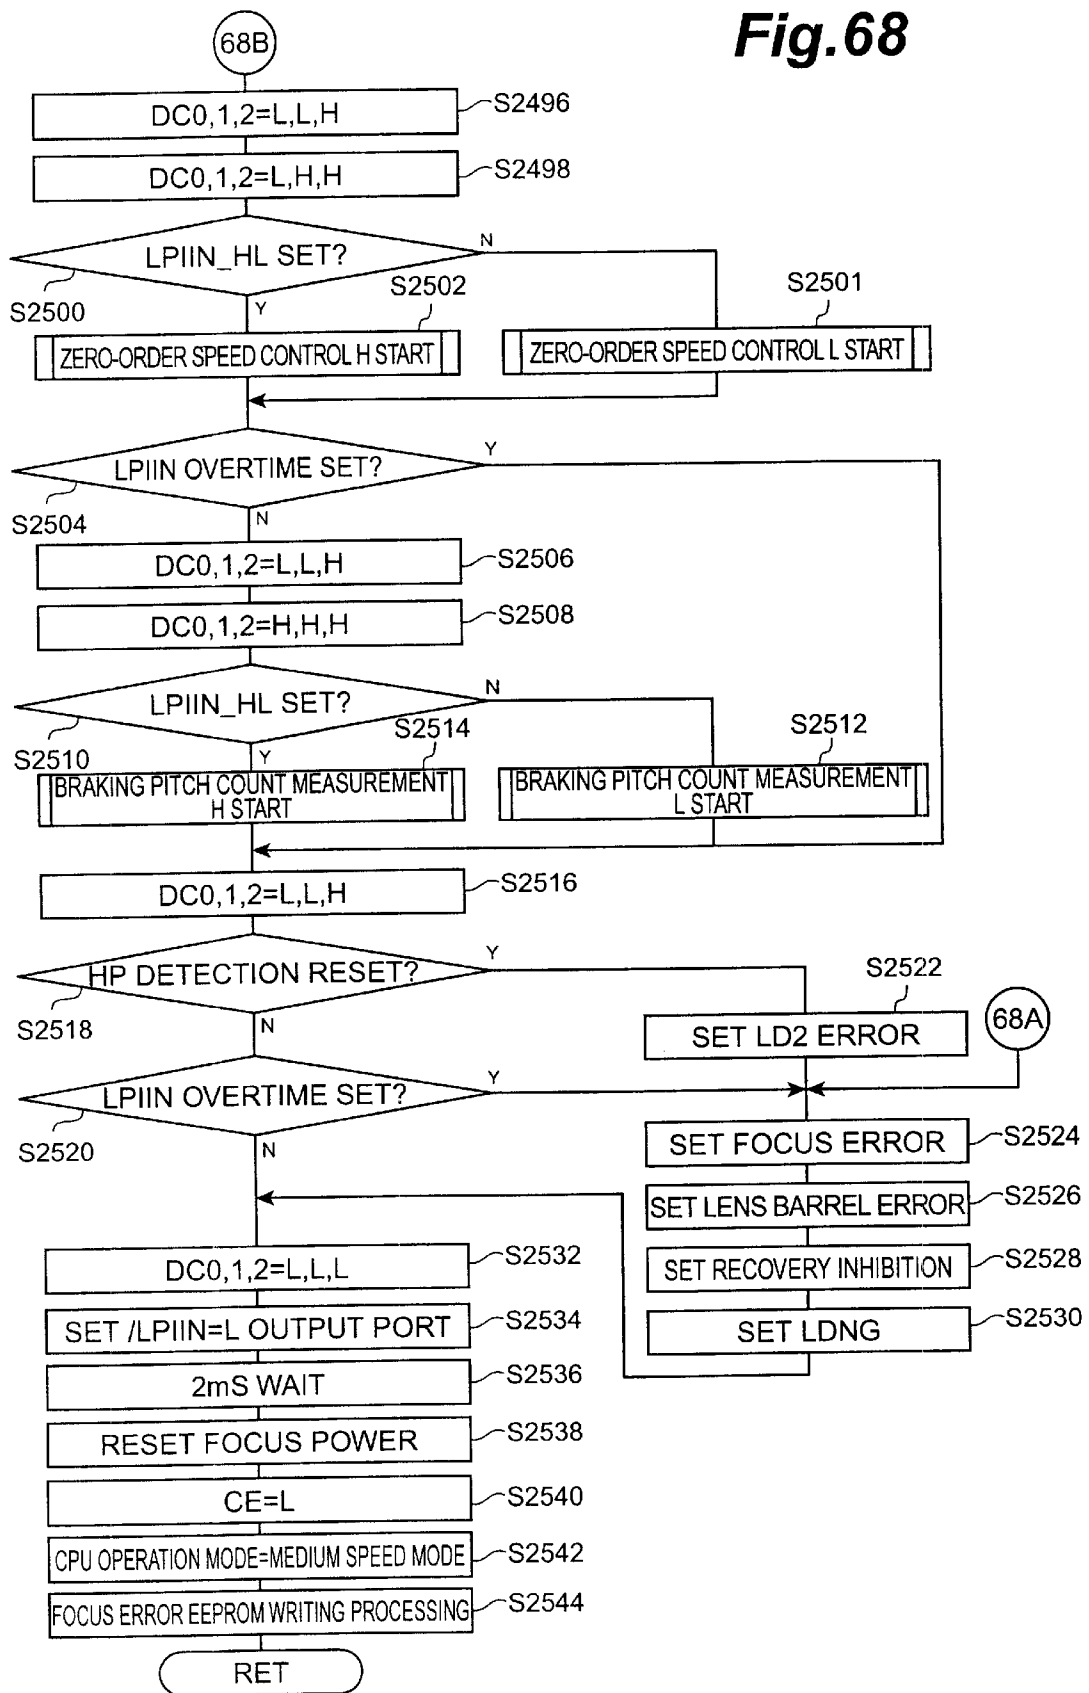 Fig.68
68B
DC0,1,2=L,L,H
S2496
DC0,1,2=L,H,H
S2498
LPIIN_HL SET?
N
S2500
Y
S2502
S2501
ZERO-ORDER SPEED CONTROL H START
ZERO-ORDER SPEED CONTROL L START
LPIIN OVERTIME SET?
Y
S2504
N
DC0,1,2=L,L,H
S2506
DC0,1,2=H,H,H
S2508
LPIIN_HL SET?
N
S2510
Y
S2514
S2512
BRAKING PITCH COUNT MEASUREMENT
H START
BRAKING PITCH COUNT MEASUREMENT
L START
DC0,1,2=L,L,H
S2516
HP DETECTION RESET?
Y
S2518
N
S2522
SET LD2 ERROR
68A
LPIIN OVERTIME SET?
Y
S2520
N
SET FOCUS ERROR
S2524
SET LENS BARREL ERROR
S2526
SET RECOVERY INHIBITION
S2528
SET LDNG
S2530
DC0,1,2=L,L,L
S2532
SET /LPIIN=L OUTPUT PORT
S2534
2mS WAIT
S2536
RESET FOCUS POWER
S2538
CE=L
S2540
CPU OPERATION MODE=MEDIUM SPEED MODE
S2542
FOCUS ERROR EEPROM WRITING PROCESSING
S2544
RET